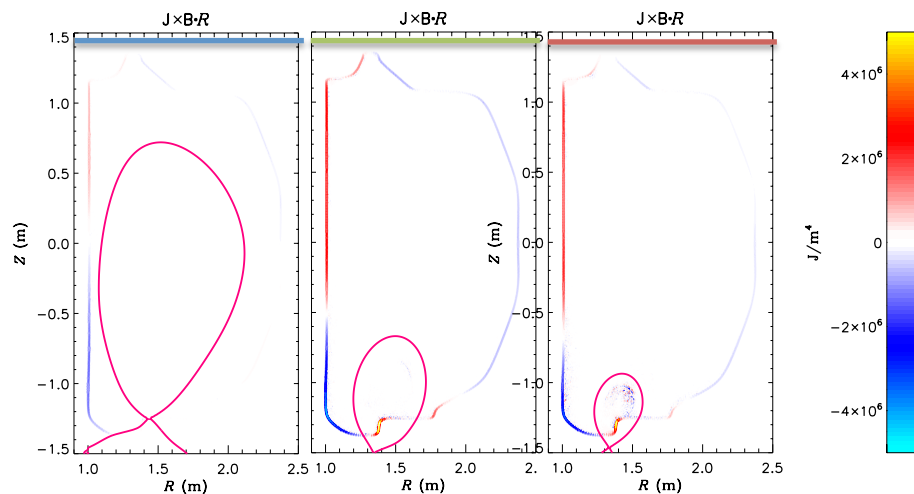 J×B·R J×B·R J×B·R
1.5 1.5 1.5
1.0 1.0 1.0 4×10⁶
0.5 0.5 0.5 2×10⁶
Z (m) 0.0 Z (m) 0.0 Z (m) 0.0 J/m⁴ 0
−0.5 −0.5 −0.5 −2×10⁶
−1.0 −1.0 −1.0 −4×10⁶
−1.5 −1.5 −1.5
1.0 1.5 2.0 2.5 1.0 1.5 2.0 2.5 1.0 1.5 2.0 2.5
R (m) R (m) R (m)